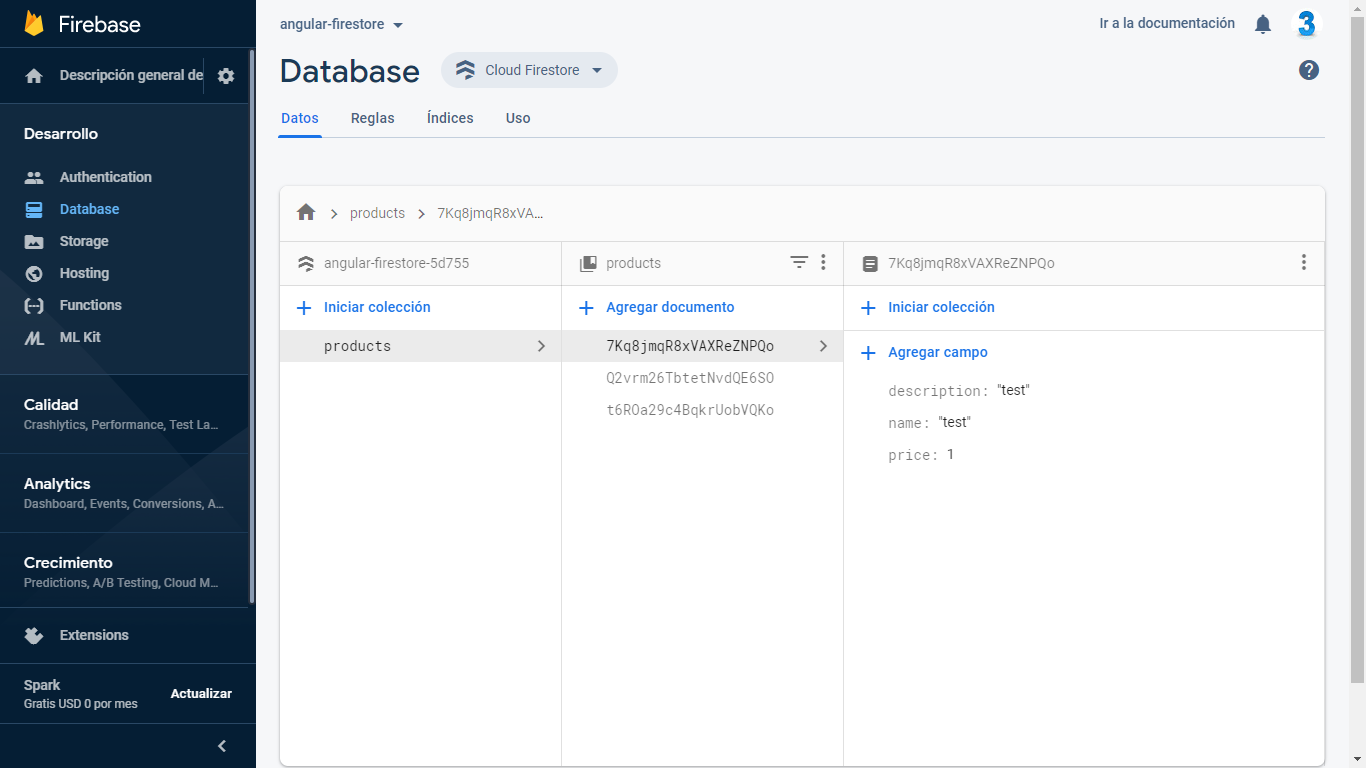 Firebase
Descripción general de
Desarrollo
Authentication
Database
Storage
Hosting
Functions
ML Kit
Calidad
Crashlytics, Performance, Test La...
Analytics
Dashboard, Events, Conversions, A...
Crecimiento
Predictions, A/B Testing, Cloud M...
Extensions
Spark
Gratis USD 0 por mes
Actualizar
angular-firestore
Ir a la documentación
Database
Cloud Firestore
Datos Reglas Índices Uso
products
7Kq8jmqR8xVA...
angular-firestore-5d755
Iniciar colección
products
products
Agregar documento
7Kq8jmqR8xVAXReZNPQo
Q2vrm26TbtetNvdQE6SO
t6ROa29c4BqkrUobVQKo
7Kq8jmqR8xVAXReZNPQo
Iniciar colección
Agregar campo
description: "test"
name: "test"
price: 1